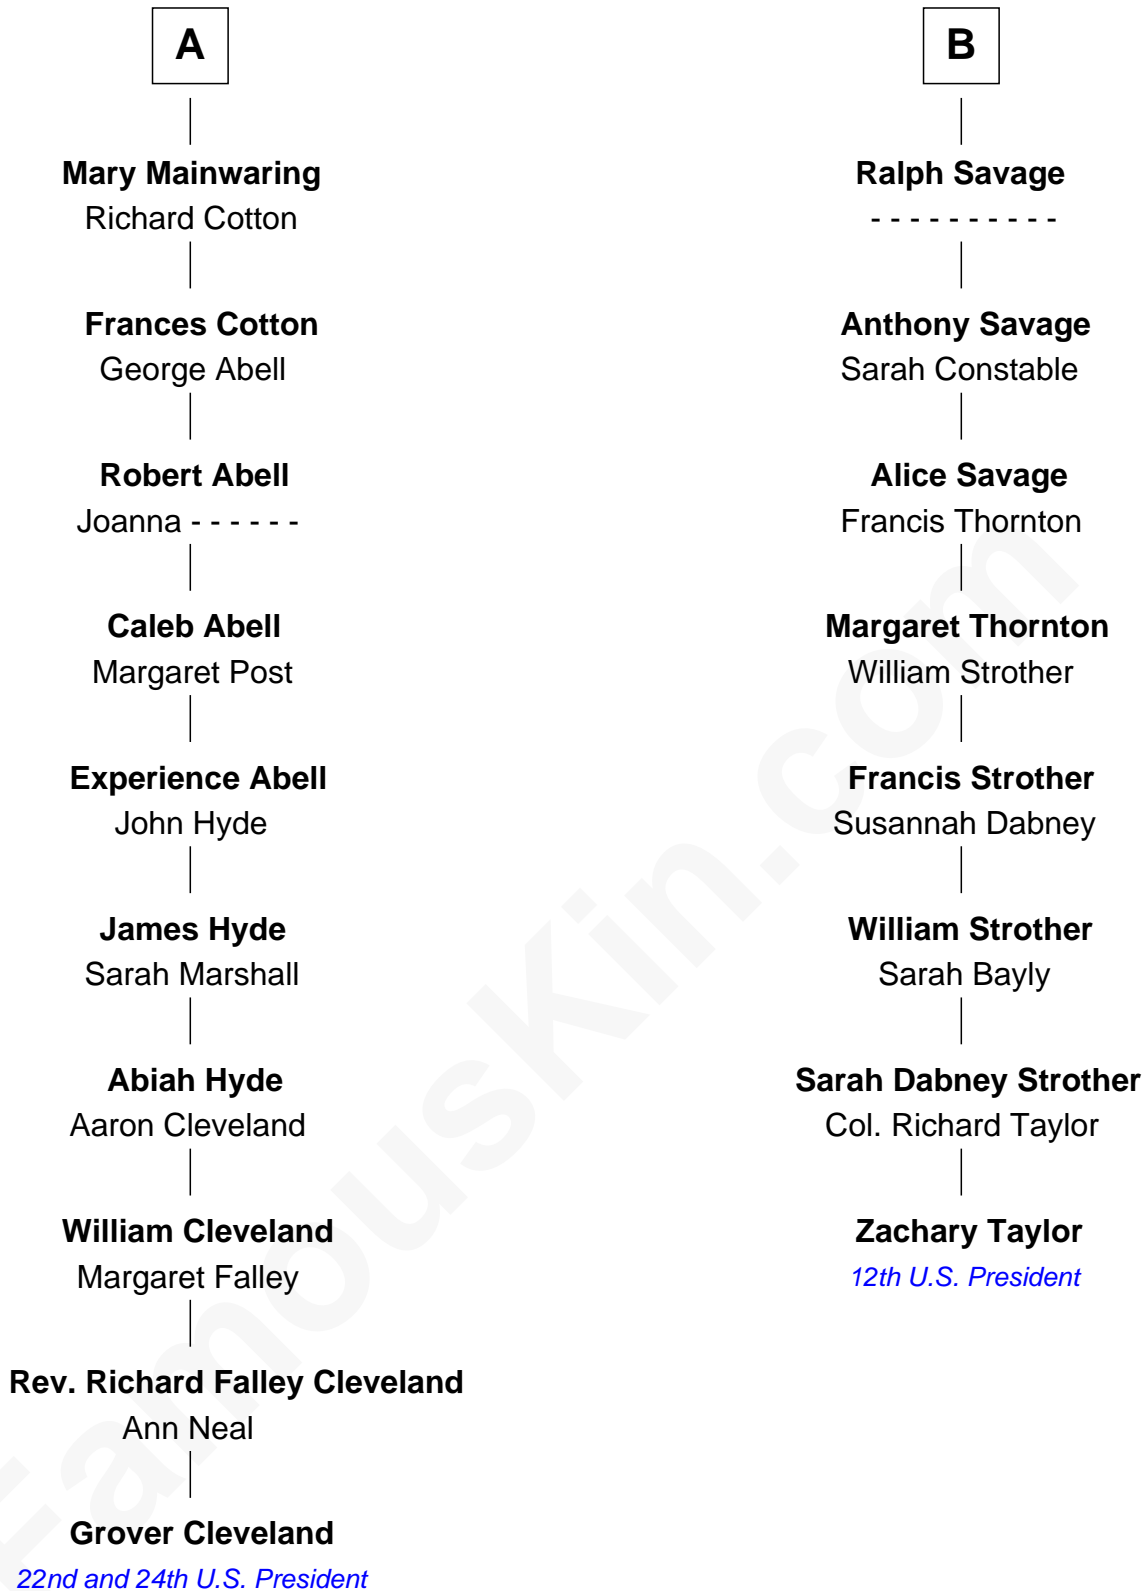 A
Mary Mainwaring
Richard Cotton
Frances Cotton
George Abell
Robert Abell
Joanna - - - - - -
Caleb Abell
Margaret Post
Experience Abell
John Hyde
James Hyde
Sarah Marshall
Abiah Hyde
Aaron Cleveland
William Cleveland
Margaret Falley
Rev. Richard Falley Cleveland
Ann Neal
Grover Cleveland
22nd and 24th U.S. President
B
Ralph Savage
- - - - - - - - - -
Anthony Savage
Sarah Constable
Alice Savage
Francis Thornton
Margaret Thornton
William Strother
Francis Strother
Susannah Dabney
William Strother
Sarah Bayly
Sarah Dabney Strother
Col. Richard Taylor
Zachary Taylor
12th U.S. President
FamousKin.com